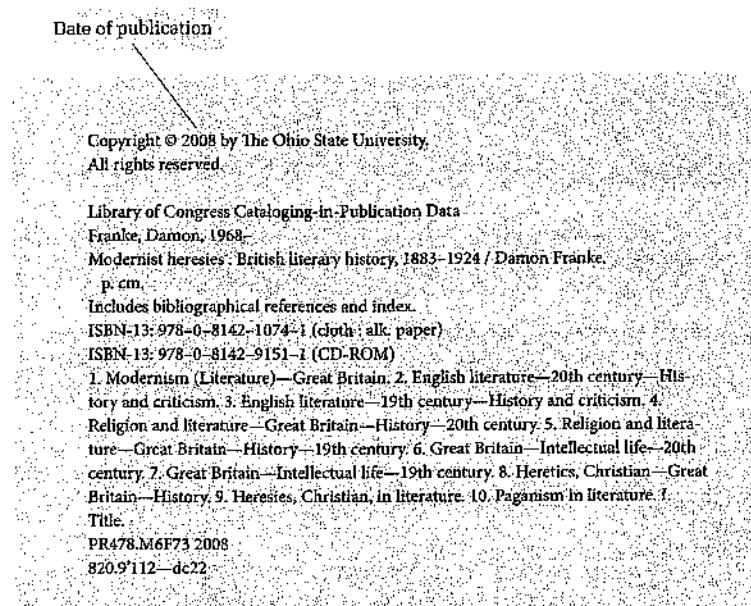 Date of publication
Copyright © 2008 by The Ohio State University.
All rights reserved.
Library of Congress Cataloging-in-Publication Data
Franke, Damon, 1968–
Modernist heresies : British literary history, 1883–1924 / Damon Franke.
p. cm.
Includes bibliographical references and index.
ISBN-13: 978–0–8142–1074–1 (cloth : alk. paper)
ISBN-13: 978–0–8142–9151–1 (CD-ROM)
1. Modernism (Literature)—Great Britain. 2. English literature—20th century—His-
tory and criticism. 3. English literature—19th century—History and criticism. 4.
Religion and literature—Great Britain—History—20th century. 5. Religion and litera-
ture—Great Britain—History—19th century. 6. Great Britain—Intellectual life—20th
century. 7. Great Britain—Intellectual life—19th century. 8. Heretics, Christian—Great
Britain—History. 9. Heresies, Christian, in literature. 10. Paganism in literature. I.
Title.
PR478.M6F73 2008
820.9'112—dc22